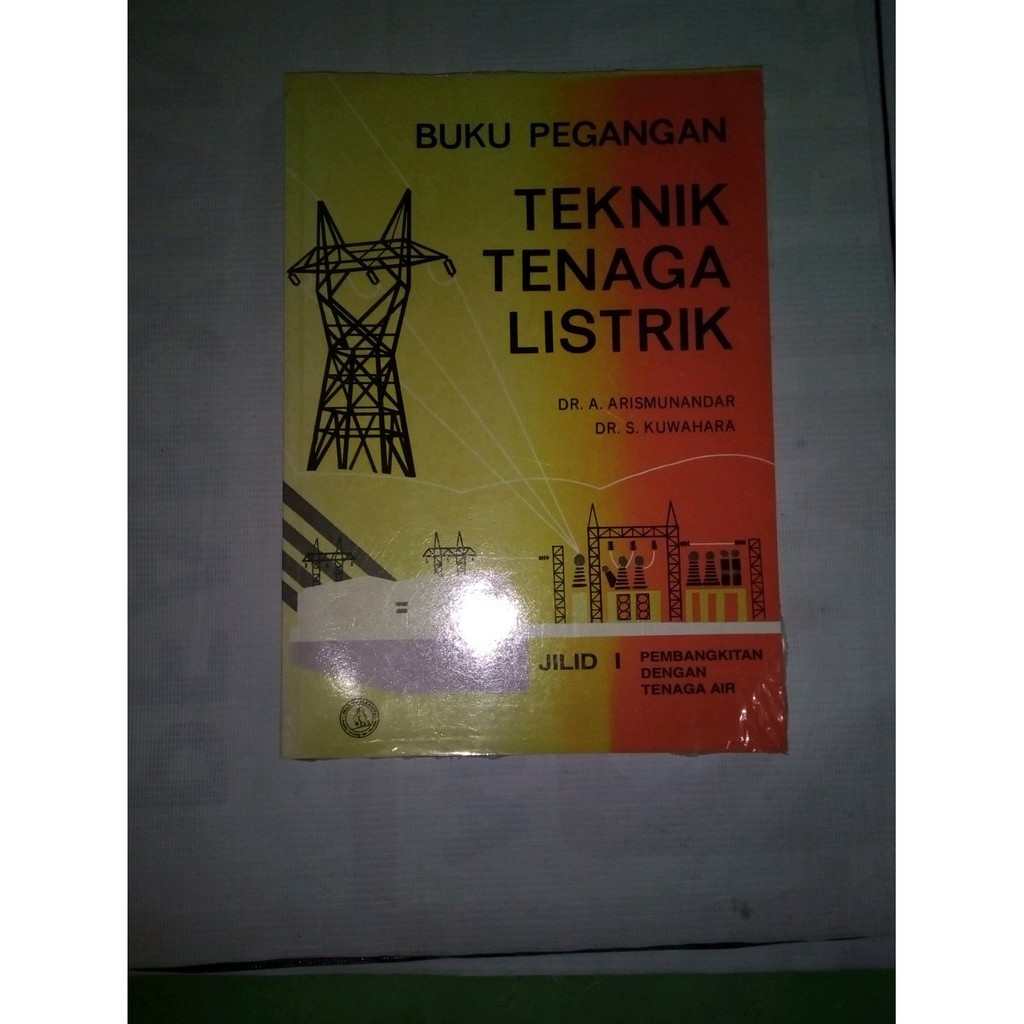 BUKU PEGANGAN
TEKNIK
TENAGA
LISTRIK
DR. A. ARISMUNANDAR
DR. S. KUWAHARA
JILID I
PEMBANGKITAN
DENGAN
TENAGA AIR